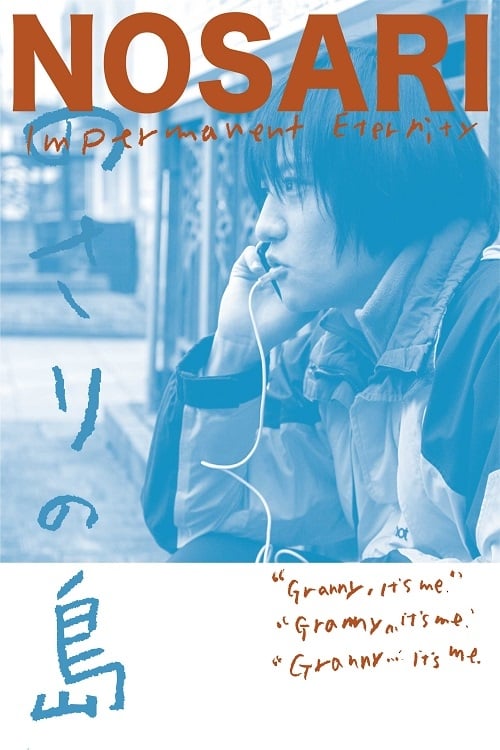 NOSARI
Impermanent Eternity
のさりの島
"Granny, it's me."
"Granny,, it's me."
"Granny..." it's me.